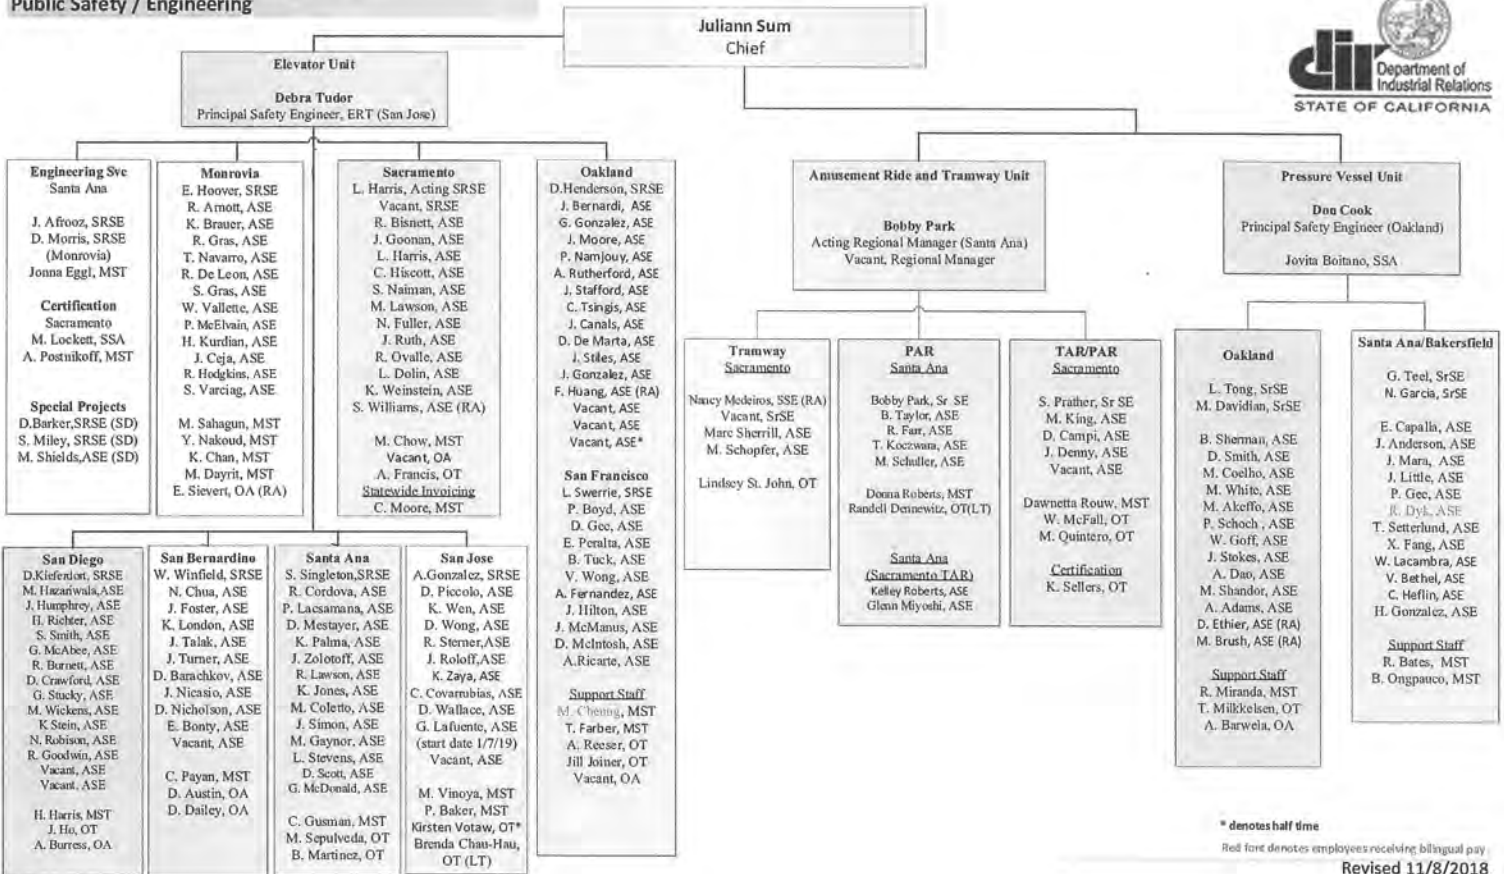 Public Safety / Engineering
Juliann Sum
Chief
Department of
Industrial Relations
STATE OF CALIFORNIA
Elevator Unit
Debra Tudor
Principal Safety Engineer, ERT (San Jose)
Engineering Svc
Santa Ana
J. Afrooz, SRSE
D. Morris, SRSE
(Monrovia)
Jonna Eggl, MST
Certification
Sacramento
M. Lockett, SSA
A. Postnikoff, MST
Special Projects
D.Barker,SRSE (SD)
S. Miley, SRSE (SD)
M. Shields,ASE (SD)
Monrovia
E. Hoover, SRSE
R. Arnott, ASE
K. Brauer, ASE
R. Gras, ASE
T. Navarro, ASE
R. De Leon, ASE
S. Gras, ASE
W. Vallette, ASE
P. McElvain, ASE
H. Kurdian, ASE
J. Ceja, ASE
R. Hodgkins, ASE
S. Varciag, ASE
M. Sahagun, MST
Y. Nakoud, MST
K. Chan, MST
M. Dayrit, MST
E. Sievert, OA (RA)
Sacramento
L. Harris, Acting SRSE
Vacant, SRSE
R. Bisnett, ASE
J. Goonan, ASE
L. Harris, ASE
C. Hiscott, ASE
S. Naiman, ASE
M. Lawson, ASE
N. Fuller, ASE
J. Ruth, ASE
R. Ovalle, ASE
L. Dolin, ASE
K. Weinstein, ASE
S. Williams, ASE (RA)
M. Chow, MST
Vacant, OA
A. Francis, OT
Statewide Invoicing
C. Moore, MST
Oakland
D.Henderson, SRSE
J. Bernardi, ASE
G. Gonzalez, ASE
J. Moore, ASE
P. Namjouy, ASE
A. Rutherford, ASE
J. Stafford, ASE
C. Tsingis, ASE
J. Canals, ASE
D. De Marta, ASE
J. Stiles, ASE
J. Gonzalez, ASE
F. Huang, ASE (RA)
Vacant, ASE
Vacant, ASE
Vacant, ASE*
San Francisco
L. Swerrie, SRSE
P. Boyd, ASE
D. Gee, ASE
E. Peralta, ASE
B. Tuck, ASE
V. Wong, ASE
A. Fernandez, ASE
J. Hilton, ASE
J. McManus, ASE
D. McIntosh, ASE
A.Ricarte, ASE
Support Staff
M. Cheung, MST
T. Farber, MST
A. Reeser, OT
Jill Joiner, OT
Vacant, OA
San Diego
D.Kieferdorf, SRSE
M. Hazariwala,ASE
J. Humphrey, ASE
H. Richter, ASE
S. Smith, ASE
G. McAbee, ASE
R. Burnett, ASE
D. Crawford, ASE
G. Stucky, ASE
M. Wickens, ASE
K Stein, ASE
N. Robison, ASE
R. Goodwin, ASE
Vacant, ASE
Vacant, ASE
H. Harris, MST
J. Ho, OT
A. Burress, OA
San Bernardino
W. Winfield, SRSE
N. Chua, ASE
J. Foster, ASE
K. London, ASE
J. Talak, ASE
J. Turner, ASE
D. Barachkov, ASE
J. Nicasio, ASE
D. Nicholson, ASE
E. Bonty, ASE
Vacant, ASE
C. Payan, MST
D. Austin, OA
D. Dailey, OA
Santa Ana
S. Singleton,SRSE
R. Cordova, ASE
P. Lacsamana, ASE
D. Mestayer, ASE
K. Palma, ASE
J. Zolotoff, ASE
R. Lawson, ASE
K. Jones, ASE
M. Coletto, ASE
J. Simon, ASE
M. Gaynor, ASE
L. Stevens, ASE
D. Scott, ASE
G. McDonald, ASE
C. Gusman, MST
M. Sepulveda, OT
B. Martinez, OT
San Jose
A.Gonzalez, SRSE
D. Piccolo, ASE
K. Wen, ASE
D. Wong, ASE
R. Sterner,ASE
J. Roloff,ASE
K. Zaya, ASE
C. Covarrubias, ASE
D. Wallace, ASE
G. Lafuente, ASE
(start date 1/7/19)
Vacant, ASE
M. Vinoya, MST
P. Baker, MST
Kirsten Votaw, OT*
Brenda Chau-Hau,
OT (LT)
Amusement Ride and Tramway Unit
Bobby Park
Acting Regional Manager (Santa Ana)
Vacant, Regional Manager
Tramway
Sacramento
Nancy Medeiros, SSE (RA)
Vacant, SrSE
Marc Sherrill, ASE
M. Schopfer, ASE
Lindsey St. John, OT
PAR
Santa Ana
Bobby Park, Sr SE
B. Taylor, ASE
R. Farr, ASE
T. Koczwara, ASE
M. Schuller, ASE
Donna Roberts, MST
Randell Dennewitz, OT(LT)
Santa Ana
(Sacramento TAR)
Kelley Roberts, ASE
Glenn Miyoshi, ASE
TAR/PAR
Sacramento
S. Prather, Sr SE
M. King, ASE
D. Campi, ASE
J. Denny, ASE
Vacant, ASE
Dawnetta Rouw, MST
W. McFall, OT
M. Quintero, OT
Certification
K. Sellers, OT
Pressure Vessel Unit
Don Cook
Principal Safety Engineer (Oakland)
Jovita Boitano, SSA
Oakland
L. Tong, SrSE
M. Davidian, SrSE
B. Sherman, ASE
D. Smith, ASE
M. Coelho, ASE
M. White, ASE
M. Akeffo, ASE
P. Schoch , ASE
W. Goff, ASE
J. Stokes, ASE
A. Dao, ASE
M. Shandor, ASE
A. Adams, ASE
D. Ethier, ASE (RA)
M. Brush, ASE (RA)
Support Staff
R. Miranda, MST
T. Milkkelsen, OT
A. Barwela, OA
Santa Ana/Bakersfield
G. Teel, SrSE
N. Garcia, SrSE
E. Capalla, ASE
J. Anderson, ASE
J. Mara, ASE
J. Little, ASE
P. Gee, ASE
R. Dyk, ASE
T. Setterlund, ASE
X. Fang, ASE
W. Lacambra, ASE
V. Bethel, ASE
C. Heflin, ASE
H. Gonzalez, ASE
Support Staff
R. Bates, MST
B. Ongpauco, MST
* denotes half time
Red font denotes employees receiving bilingual pay
Revised 11/8/2018